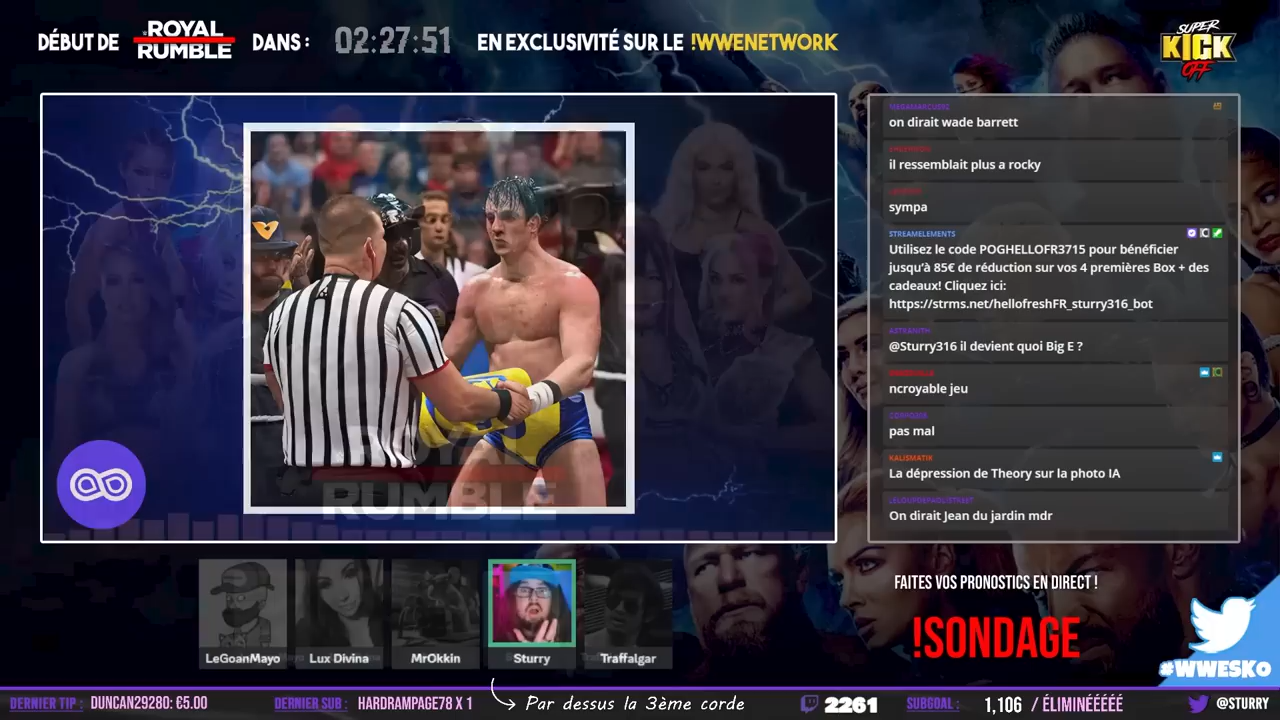 DÉBUT DE ROYAL RUMBLE DANS : 02:27:51 EN EXCLUSIVITÉ SUR LE !WWENETWORK
SUPER
KICK
OFF
on dirait wade barrett
il ressemblait plus a rocky
sympa
STREAMELEMENTS
Utilisez le code POGHELLOFR3715 pour bénéficier
jusqu'à 85€ de réduction sur vos 4 premières Box + des
cadeaux! Cliquez ici:
https://strms.net/hellofreshFR_sturry316_bot
ASTRANITH
@Sturry316 il devient quoi Big E ?
ncroyable jeu
pas mal
KALISMATIK
La dépression de Theory sur la photo IA
On dirait Jean du jardin mdr
ROYAL
RUMBLE
LeGoanMayo
Lux Divina
MrOkkin
Sturry
Traffalgar
FAITES VOS PRONOSTICS EN DIRECT !
!SONDAGE
#WWESKO
DERNIER TIP : DUNCAN29280: €5.00
DERNIER SUB : HARDRAMPAGE78 X 1
Par dessus la 3ème corde
2261
SUBGOAL : 1,106 / ÉLIMINÉÉÉÉÉ
@STURRY